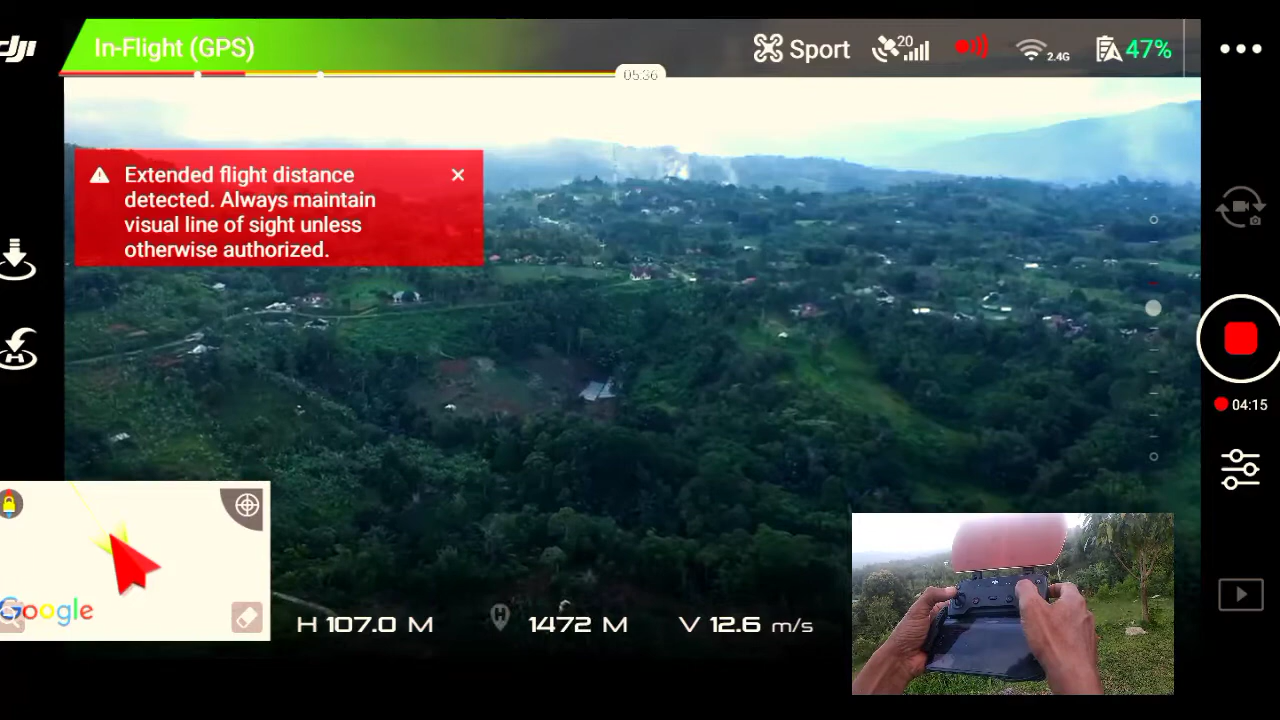 dji
In-Flight (GPS)
Sport
20
2.4G
47%
05:36
Extended flight distance
detected. Always maintain
visual line of sight unless
otherwise authorized.
04:15
Google
H 107.0 M
H
1472 M
V 12.6 m/s